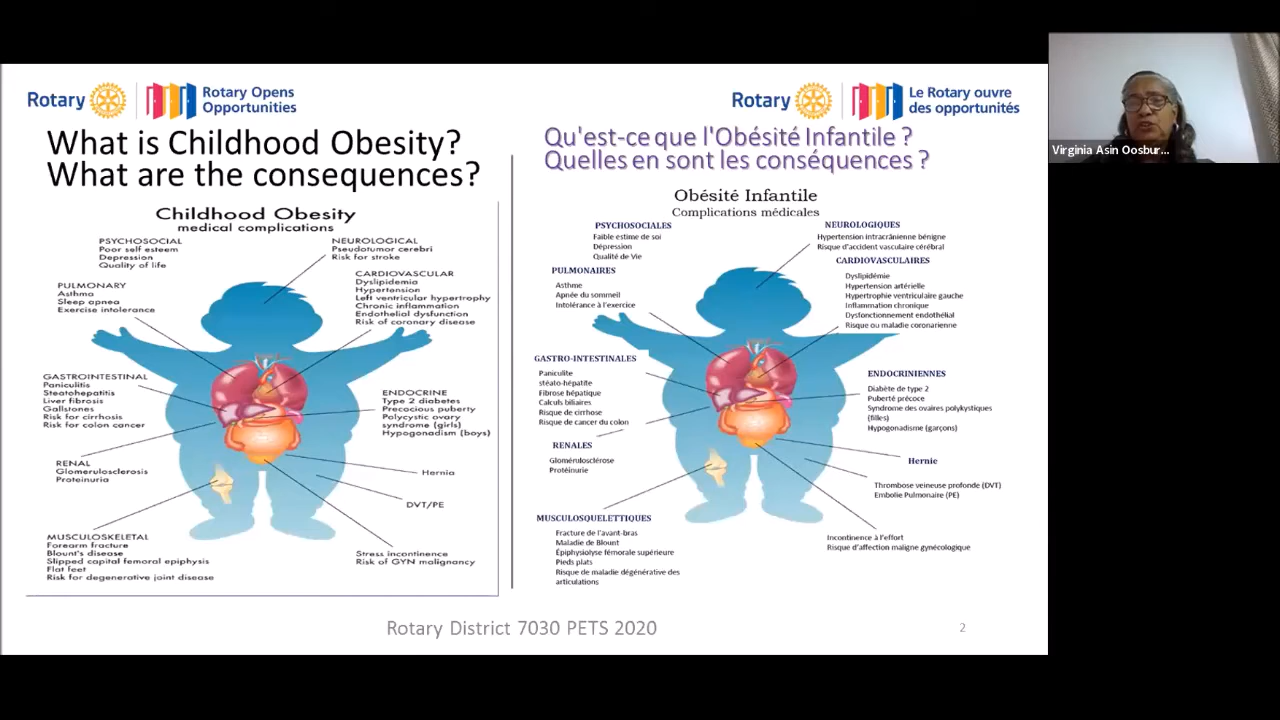 Rotary
Rotary Opens
Opportunities
What is Childhood Obesity?
What are the consequences?
Childhood Obesity
medical complications
PSYCHOSOCIAL
Poor self esteem
Depression
Quality of life
NEUROLOGICAL
Pseudotumor cerebri
Risk for stroke
PULMONARY
Asthma
Sleep apnea
Exercise intolerance
CARDIOVASCULAR
Dyslipidemia
Hypertension
Left ventricular hypertrophy
Chronic inflammation
Endothelial dysfunction
Risk of coronary disease
GASTROINTESTINAL
Paniculitis
Steatohepatitis
Liver fibrosis
Gallstones
Risk for cirrhosis
Risk for colon cancer
ENDOCRINE
Type 2 diabetes
Precocious puberty
Polycystic ovary
syndrome (girls)
Hypogonadism (boys)
RENAL
Glomerulosclerosis
Proteinuria
Hernia
DVT/PE
MUSCULOSKELETAL
Forearm fracture
Blount's disease
Slipped capital femoral epiphysis
Flat feet
Risk for degenerative joint disease
Stress incontinence
Risk of GYN malignancy
Rotary
Le Rotary ouvre
des opportunités
Qu'est-ce que l'Obésité Infantile ?
Quelles en sont les conséquences ?
Obésité Infantile
Complications médicales
PSYCHOSOCIALES
Faible estime de soi
Dépression
Qualité de Vie
NEUROLOGIQUES
Hypertension intracrânienne bénigne
Risque d'accident vasculaire cérébral
PULMONAIRES
Asthme
Apnée du sommeil
Intolérance à l'exercice
CARDIOVASCULAIRES
Dyslipidémie
Hypertension artérielle
Hypertrophie ventriculaire gauche
Inflammation chronique
Dysfonctionnement endothélial
Risque ou maladie coronarienne
GASTRO-INTESTINALES
Paniculite
stéato-hépatite
Fibrose hépatique
Calculs biliaires
Risque de cirrhose
Risque de cancer du colon
ENDOCRINIENNES
Diabète de type 2
Puberté précoce
Syndrome des ovaires polykystiques
(filles)
Hypogonadisme (garçons)
RENALES
Glomérulosclérose
Protéinurie
Hernie
Thrombose veineuse profonde (DVT)
Embolie Pulmonaire (PE)
MUSCULOSQUELETTIQUES
Fracture de l'avant-bras
Maladie de Blount
Épiphysiolyse fémorale supérieure
Pieds plats
Risque de maladie dégénérative des
articulations
Incontinence à l'effort
Risque d'affection maligne gynécologique
Rotary District 7030 PETS 2020
2
Virginia Asin Oosbur...